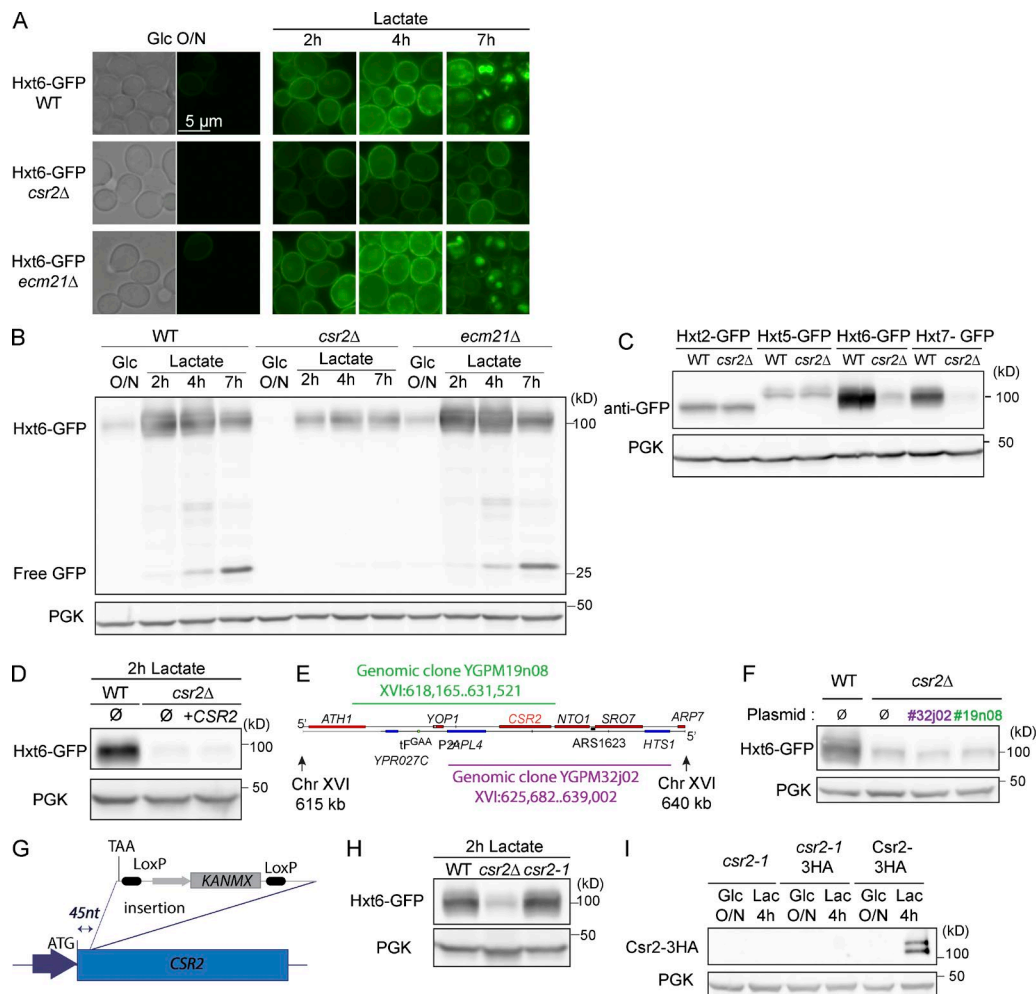 A
Glc O/N
Lactate
2h 4h 7h
Hxt6-GFP
WT
5 µm
Hxt6-GFP
csr2Δ
Hxt6-GFP
ecm21Δ
B
WT csr2Δ ecm21Δ
Glc O/N Lactate Glc O/N Lactate Glc O/N Lactate
2h 4h 7h 2h 4h 7h 2h 4h 7h
(kD)
Hxt6-GFP
100
Free GFP
25
50
PGK
C
Hxt2-GFP Hxt5-GFP Hxt6-GFP Hxt7- GFP
WT csr2Δ WT csr2Δ WT csr2Δ WT csr2Δ
(kD)
anti-GFP
100
50
PGK
D
2h Lactate
WT csr2Δ
Ø Ø +CSR2
(kD)
Hxt6-GFP
100
50
PGK
E
Genomic clone YGPM19n08
XVI:618,165..631,521
ATH1 YOP1 CSR2 NTO1 SRO7 ARP7
5' 5'
tFGAA P2 APL4 ARS1623 HTS1
YPR027C
Chr XVI
615 kb
Genomic clone YGPM32j02
XVI:625,682..639,002
Chr XVI
640 kb
F
WT csr2Δ
Plasmid : ø ø #32j02 #19n08
(kD)
Hxt6-GFP
100
50
PGK
G
TAA
LoxP LoxP
KANMX
45nt insertion
ATG
CSR2
H
2h Lactate
WT csr2Δ csr2-1
(kD)
Hxt6-GFP
100
50
PGK
I
csr2-1 csr2-1 3HA Csr2-3HA
Glc O/N Lac 4h Glc O/N Lac 4h Glc O/N Lac 4h
(kD)
Csr2-3HA
100
50
PGK